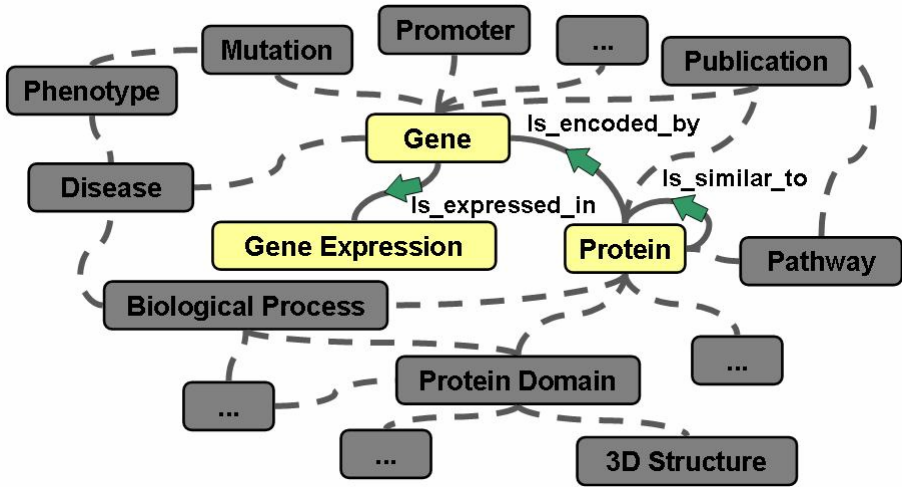 Promoter
Mutation
...
Publication
Phenotype
Is_encoded_by
Gene
Disease
Is_similar_to
Is_expressed_in
Gene Expression
Protein
Pathway
Biological Process
...
Protein Domain
...
...
3D Structure